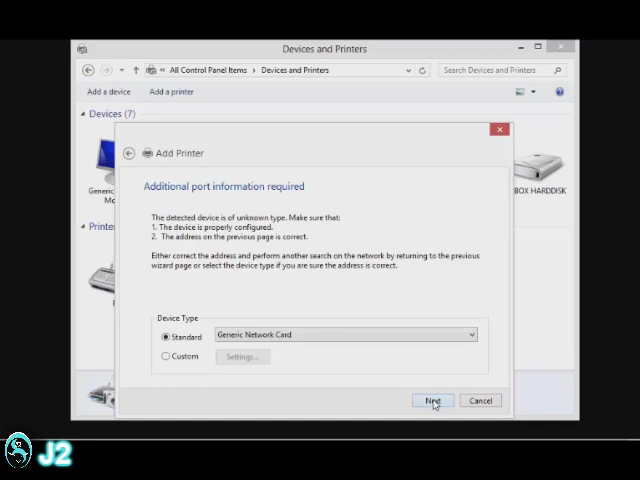 Devices and Printers
All Control Panel Items
Devices and Printers
Search Devices and Printers
Add a device
Add a printer
Devices (7)
Add Printer
Additional port information required
Generic
BOX HARDDISK
The detected device is of unknown type. Make sure that:
1. The device is properly configured.
2. The address on the previous page is correct.
Either correct the address and perform another search on the network by returning to the previous
wizard page or select the device type if you are sure the address is correct.
Device Type
Standard
Generic Network Card
Custom
Settings...
Next
Cancel
J2